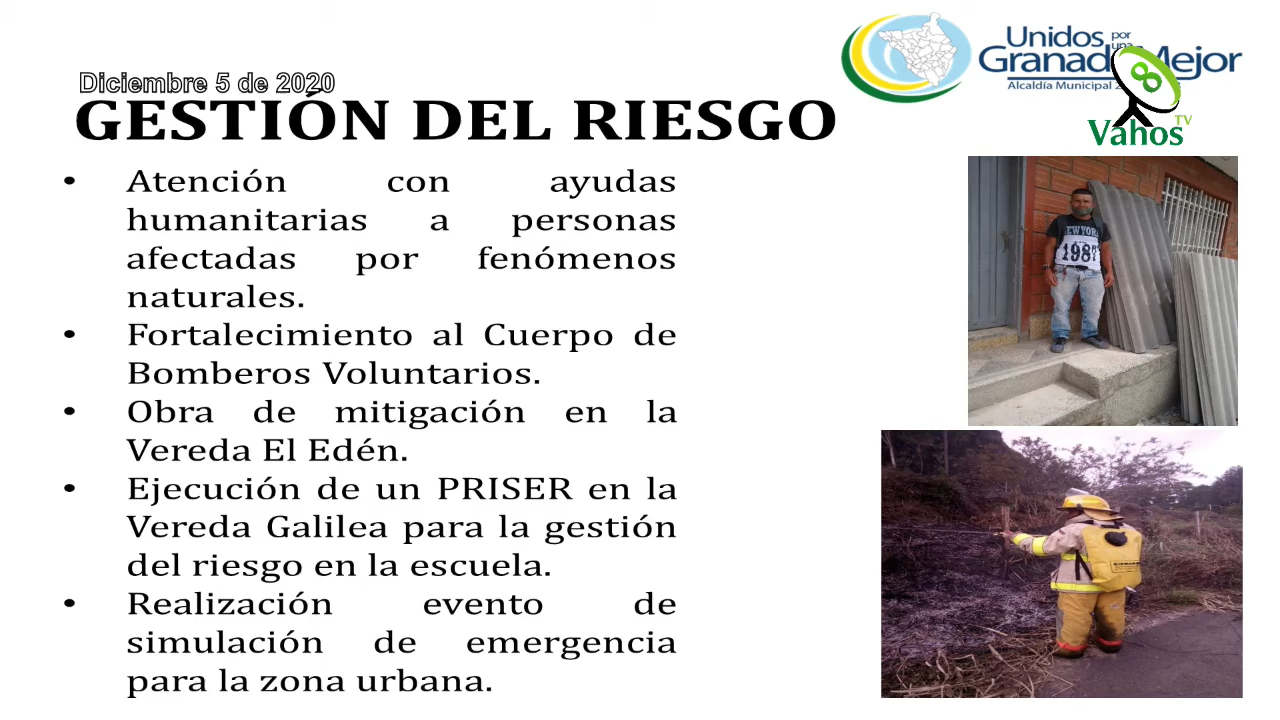 Unidos por
una
Granada Mejor
Alcaldía Municipal 2
8
TV
Vahos
Diciembre 5 de 2020
GESTIÓN DEL RIESGO
• Atención con ayudas
humanitarias a personas
afectadas por fenómenos
naturales.
• Fortalecimiento al Cuerpo de
Bomberos Voluntarios.
• Obra de mitigación en la
Vereda El Edén.
• Ejecución de un PRISER en la
Vereda Galilea para la gestión
del riesgo en la escuela.
• Realización evento de
simulación de emergencia
para la zona urbana.
NEW YORK
1987